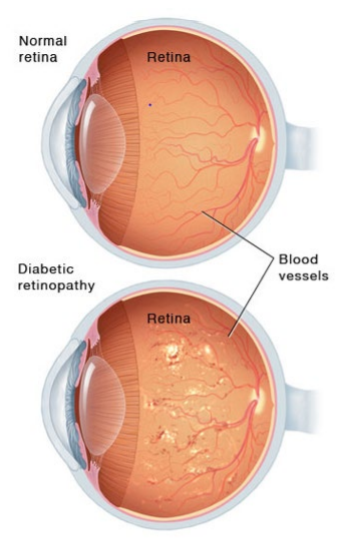 Normal
retina
Retina
Blood
vessels
Diabetic
retinopathy
Retina